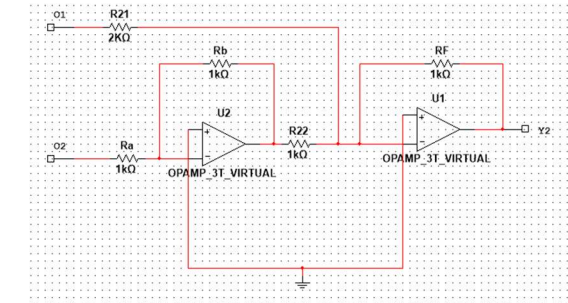 O1
R21
2KΩ
Rb
1kΩ
RF
1kΩ
U2
U1
+
+
O2
Ra
1kΩ
R22
1kΩ
−
−
Y2
OPAMP_3T_VIRTUAL
OPAMP_3T_VIRTUAL